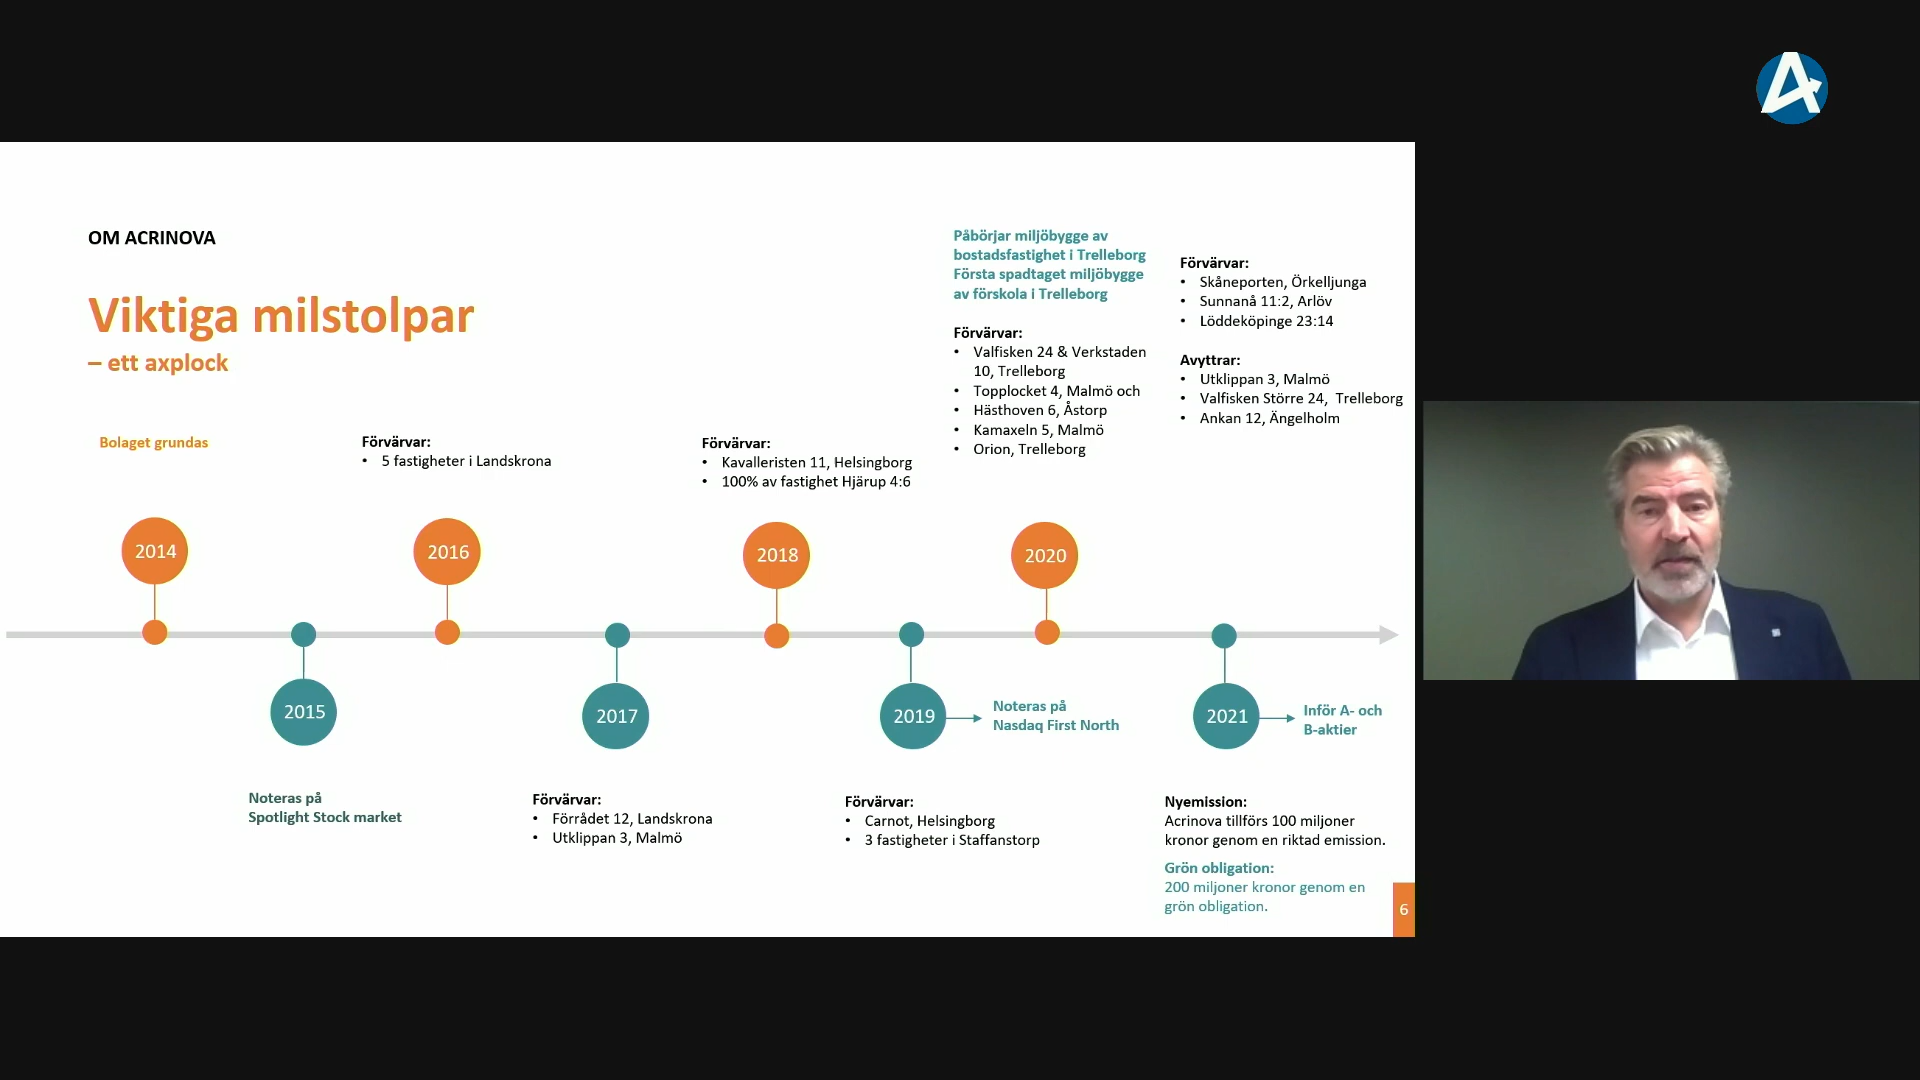 OM ACRINOVA
Viktiga milstolpar
– ett axplock
Bolaget grundas
2014
2015
Noteras på
Spotlight Stock market
Förvärvar:
• 5 fastigheter i Landskrona
2016
2017
Förvärvar:
• Förrådet 12, Landskrona
• Utklippan 3, Malmö
Förvärvar:
• Kavalleristen 11, Helsingborg
• 100% av fastighet Hjärup 4:6
2018
2019
Noteras på
Nasdaq First North
Förvärvar:
• Carnot, Helsingborg
• 3 fastigheter i Staffanstorp
Påbörjar miljöbygge av
bostadsfastighet i Trelleborg
Första spadtaget miljöbygge
av förskola i Trelleborg
Förvärvar:
• Valfisken 24 & Verkstaden
10, Trelleborg
• Topplocket 4, Malmö och
• Hästhoven 6, Åstorp
• Kamaxeln 5, Malmö
• Orion, Trelleborg
2020
Förvärvar:
• Skåneporten, Örkelljunga
• Sunnanå 11:2, Arlöv
• Löddeköpinge 23:14
Avyttrar:
• Utklippan 3, Malmö
• Valfisken Större 24, Trelleborg
• Ankan 12, Ängelholm
2021
Inför A- och
B-aktier
Nyemission:
Acrinova tillförs 100 miljoner
kronor genom en riktad emission.
Grön obligation:
200 miljoner kronor genom en
grön obligation.
6